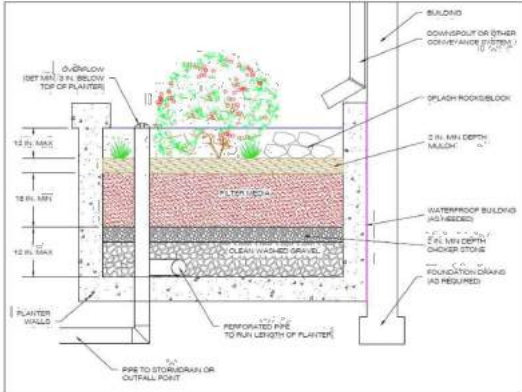 BUILDING
DOWNSPOUT OR OTHER
CONVEYANCE SYSTEM
OVERFLOW
(SET MIN. 3 IN. BELOW
TOP OF PLANTER)
SPLASH ROCKS/BLOCK
12 IN. MAX
2 IN. MIN DEPTH
MULCH
18 IN. MIN
FILTER MEDIA
WATERPROOF BUILDING
(AS NEEDED)
2 IN. MIN DEPTH
CHOKER STONE
12 IN. MAX
CLEAN WASHED GRAVEL
FOUNDATION DRAINS
(AS REQUIRED)
PLANTER
WALLS
PERFORATED PIPE
TO RUN LENGTH OF PLANTER
PIPE TO STORMDRAIN OR
OUTFALL POINT